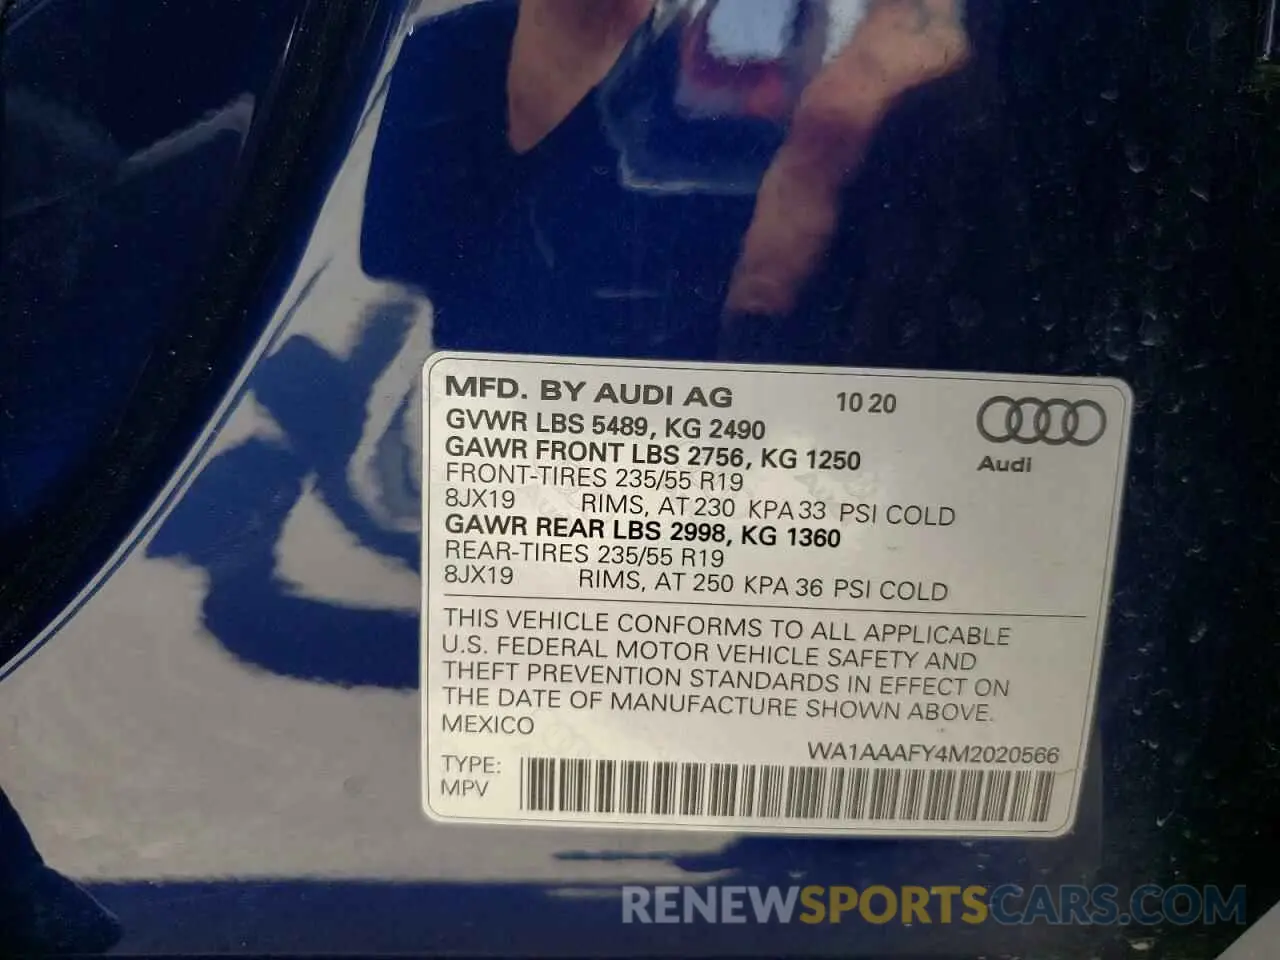 MFD. BY AUDI AG 10 20
GVWR LBS 5489, KG 2490
GAWR FRONT LBS 2756, KG 1250
Audi
FRONT-TIRES 235/55 R19
8JX19 RIMS, AT 230 KPA 33 PSI COLD
GAWR REAR LBS 2998, KG 1360
REAR-TIRES 235/55 R19
8JX19 RIMS, AT 250 KPA 36 PSI COLD
THIS VEHICLE CONFORMS TO ALL APPLICABLE
U.S. FEDERAL MOTOR VEHICLE SAFETY AND
THEFT PREVENTION STANDARDS IN EFFECT ON
THE DATE OF MANUFACTURE SHOWN ABOVE.
MEXICO
WA1AAAFY4M2020566
TYPE:
MPV
RENEWSPORTSCARS.COM